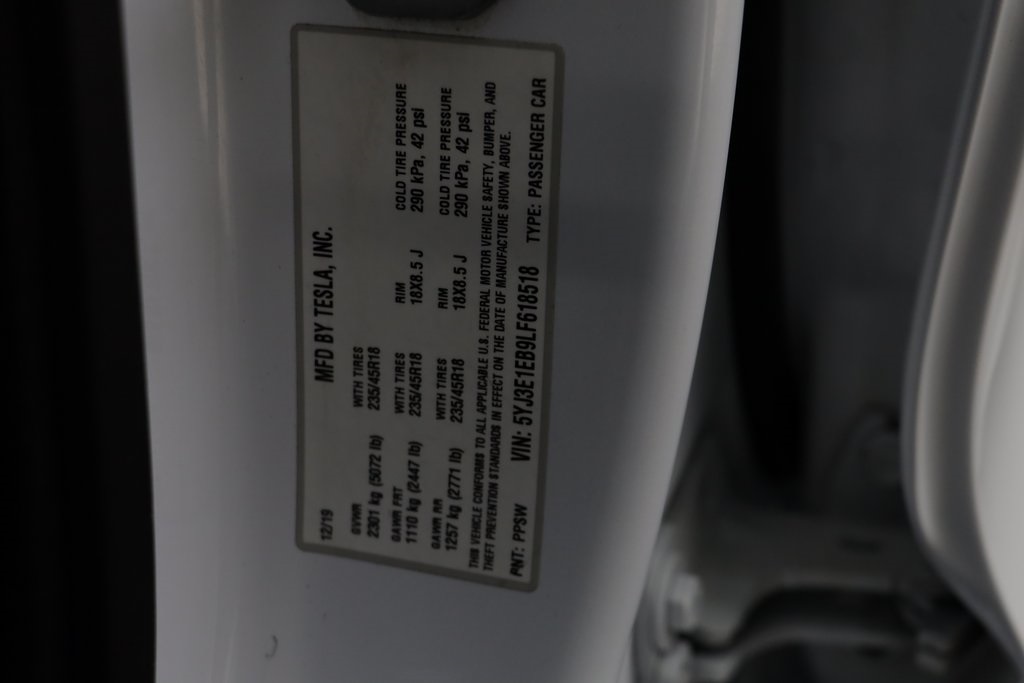 12/19 MFD BY TESLA, INC.
GVWR WITH TIRES
2301 kg (5072 lb) 235/45R18
GAWR FRT WITH TIRES RIM COLD TIRE PRESSURE
1110 kg (2447 lb) 235/45R18 18X8.5 J 290 kPa, 42 psi
GAWR RR WITH TIRES RIM COLD TIRE PRESSURE
1257 kg (2771 lb) 235/45R18 18X8.5 J 290 kPa, 42 psi
THIS VEHICLE CONFORMS TO ALL APPLICABLE U.S. FEDERAL MOTOR VEHICLE SAFETY, BUMPER, AND
THEFT PREVENTION STANDARDS IN EFFECT ON THE DATE OF MANUFACTURE SHOWN ABOVE.
PNT: PPSW VIN: 5YJ3E1EB9LF618518 TYPE: PASSENGER CAR